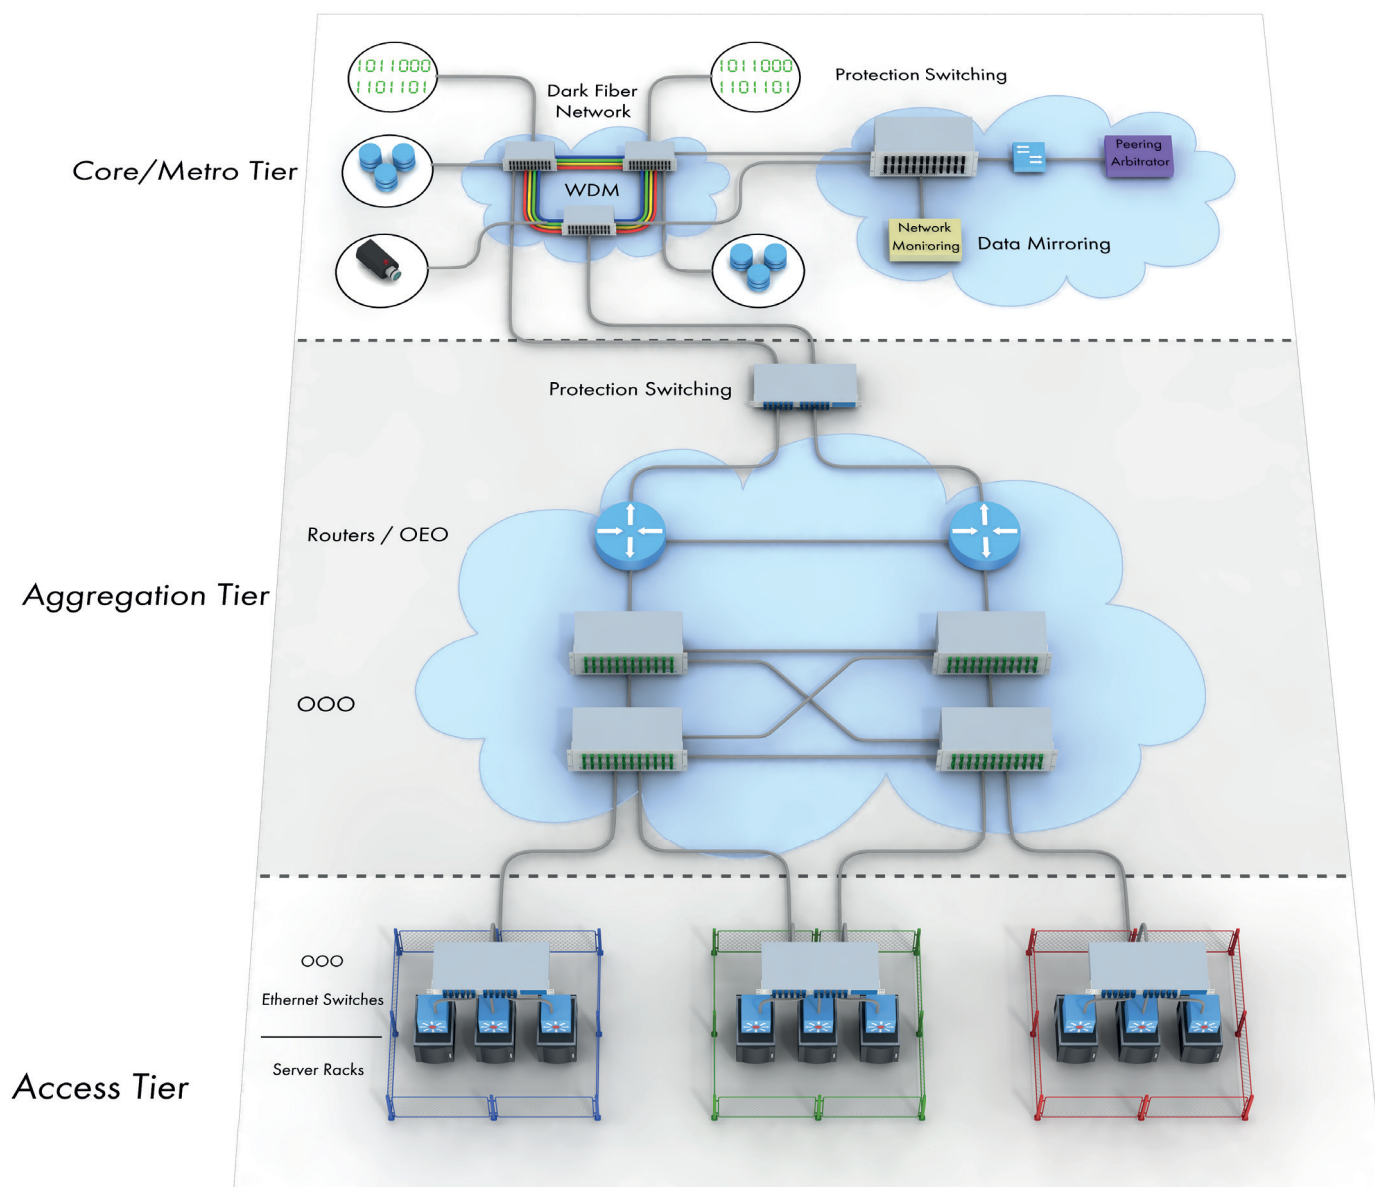 1011000
1101101
Dark Fiber
Network
1011000
1101101
Protection Switching
Core/Metro Tier
WDM
Peering
Arbitrator
Network
Monitoring
Data Mirroring
Protection Switching
Routers / OEO
Aggregation Tier
OOO
OOO
Ethernet Switches
Server Racks
Access Tier